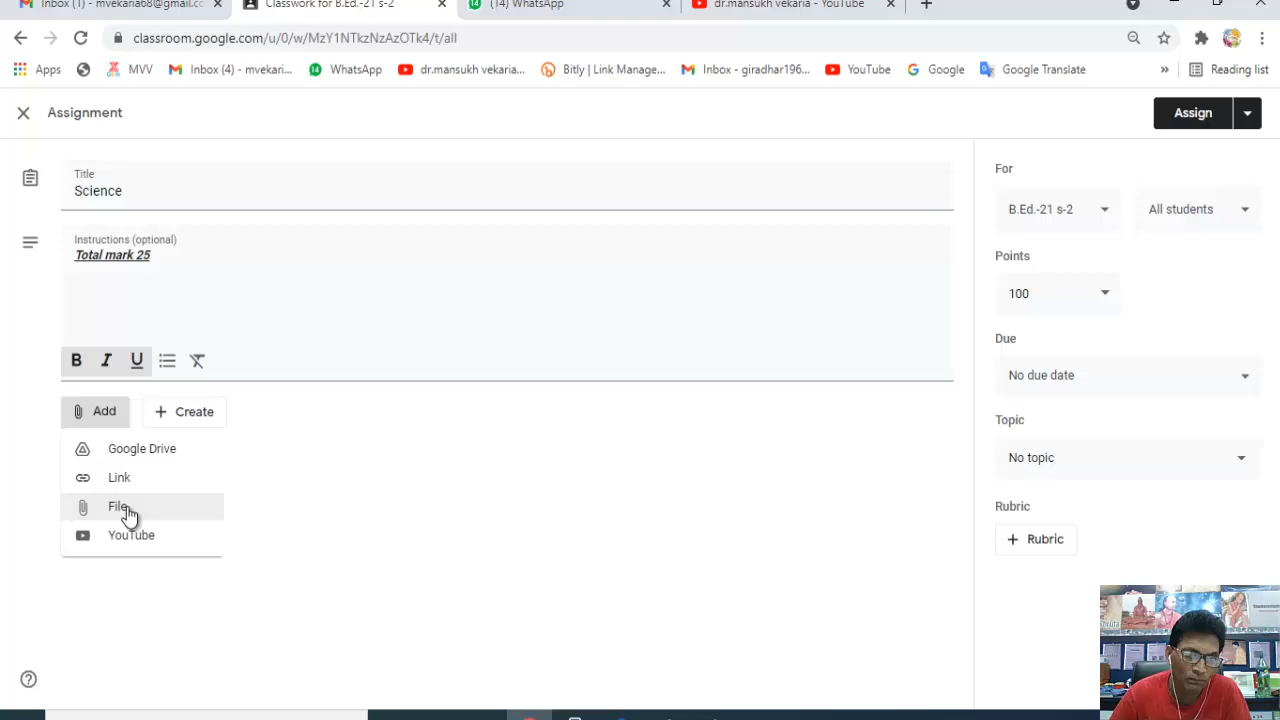 Inbox (1) - mvekaria68@gmail.cc
Classwork for B.Ed.-21 s-2
(14) WhatsApp
dr.mansukh vekaria - YouTube
classroom.google.com/u/0/w/MzY1NTkzNzAzOTk4/t/all
Apps
MVV
Inbox (4) - mvekari...
WhatsApp
dr.mansukh vekaria...
Bitly | Link Manage...
Inbox - giradhar196...
YouTube
Google
Google Translate
»
Reading list
Assignment
Assign
Title
Science
Instructions (optional)
Total mark 25
B I U
Add
Create
Google Drive
Link
File
YouTube
For
B.Ed.-21 s-2
All students
Points
100
Due
No due date
Topic
No topic
Rubric
Rubric